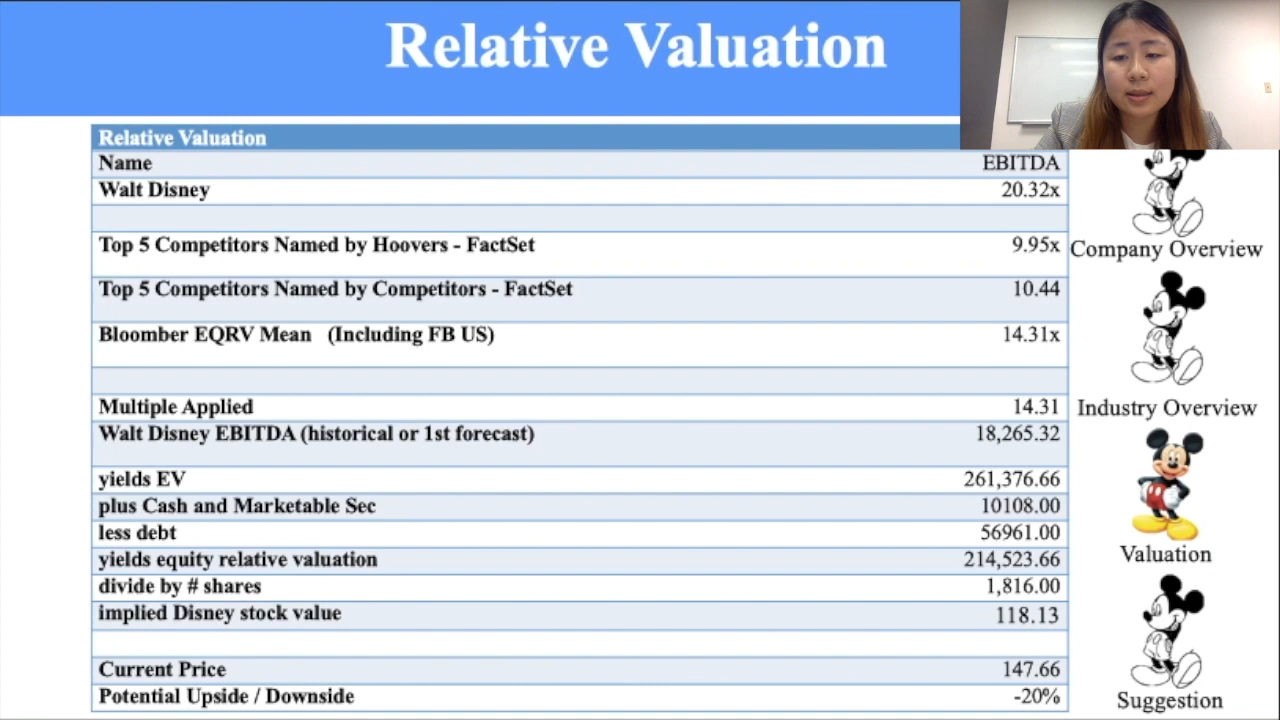 Relative Valuation
Relative Valuation
Name EBITDA
Walt Disney 20.32x
Top 5 Competitors Named by Hoovers - FactSet 9.95x
Top 5 Competitors Named by Competitors - FactSet 10.44
Bloomber EQRV Mean (Including FB US) 14.31x
Multiple Applied 14.31
Walt Disney EBITDA (historical or 1st forecast) 18,265.32
yields EV 261,376.66
plus Cash and Marketable Sec 10108.00
less debt 56961.00
yields equity relative valuation 214,523.66
divide by # shares 1,816.00
implied Disney stock value 118.13
Current Price 147.66
Potential Upside / Downside -20%
Company Overview
Industry Overview
Valuation
Suggestion